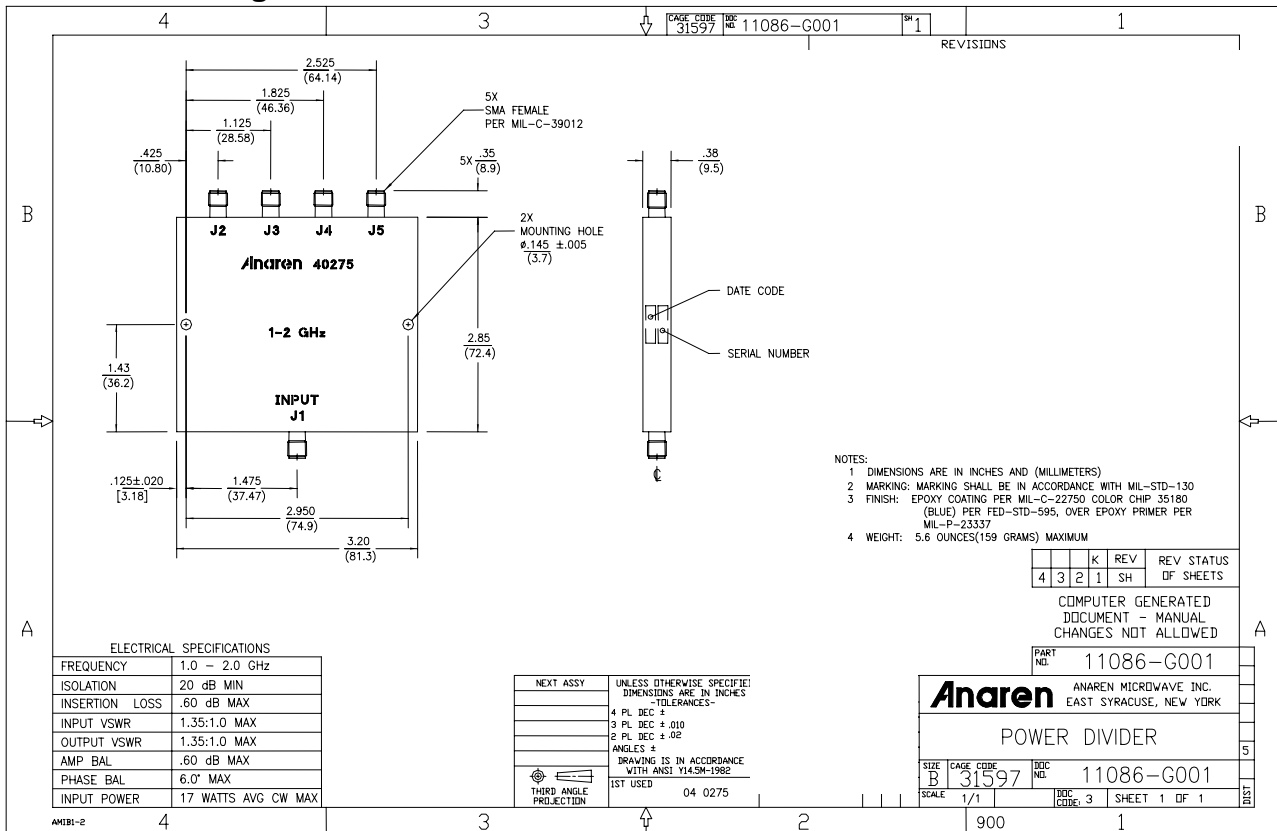 4 3 2 1
CAGE CODE 31597 DOC NO. 11086-G001 SH 1
REVISIONS
2.525
(64.14)
1.825
(46.36)
1.125
(28.58)
.425
(10.80)
5X
SMA FEMALE
PER MIL-C-39012
5X .35
(8.9)
.38
(9.5)
B
B
J2 J3 J4 J5
Anaren 40275
2X
MOUNTING HOLE
ø.145 ±.005
(3.7)
DATE CODE
1-2 GHz
2.85
(72.4)
SERIAL NUMBER
1.43
(36.2)
INPUT
J1
.125±.020
[3.18]
1.475
(37.47)
2.950
(74.9)
3.20
(81.3)
NOTES:
1 DIMENSIONS ARE IN INCHES AND (MILLIMETERS)
2 MARKING: MARKING SHALL BE IN ACCORDANCE WITH MIL-STD-130
3 FINISH: EPOXY COATING PER MIL-C-22750 COLOR CHIP 35180
(BLUE) PER FED-STD-595, OVER EPOXY PRIMER PER
MIL-P-23337
4 WEIGHT: 5.6 OUNCES(159 GRAMS) MAXIMUM
K REV REV STATUS
4 3 2 1 SH OF SHEETS
COMPUTER GENERATED
DOCUMENT - MANUAL
CHANGES NOT ALLOWED
A
A
ELECTRICAL SPECIFICATIONS
FREQUENCY 1.0 - 2.0 GHz
ISOLATION 20 dB MIN
INSERTION LOSS .60 dB MAX
INPUT VSWR 1.35:1.0 MAX
OUTPUT VSWR 1.35:1.0 MAX
AMP BAL .60 dB MAX
PHASE BAL 6.0° MAX
INPUT POWER 17 WATTS AVG CW MAX
NEXT ASSY
THIRD ANGLE
PROJECTION
UNLESS OTHERWISE SPECIFIE
DIMENSIONS ARE IN INCHES
-TOLERANCES-
4 PL DEC ±
3 PL DEC ± .010
2 PL DEC ± .02
ANGLES ±
DRAWING IS IN ACCORDANCE
WITH ANSI Y14.5M-1982
1ST USED
04 0275
PART NO. 11086-G001
Anaren ANAREN MICROWAVE INC.
EAST SYRACUSE, NEW YORK
POWER DIVIDER
SIZE B CAGE CODE 31597 DOC NO. 11086-G001
SCALE 1/1 DOC CODE: 3 SHEET 1 OF 1
5
DIST
AMIB1-2
4 3 2 900 1